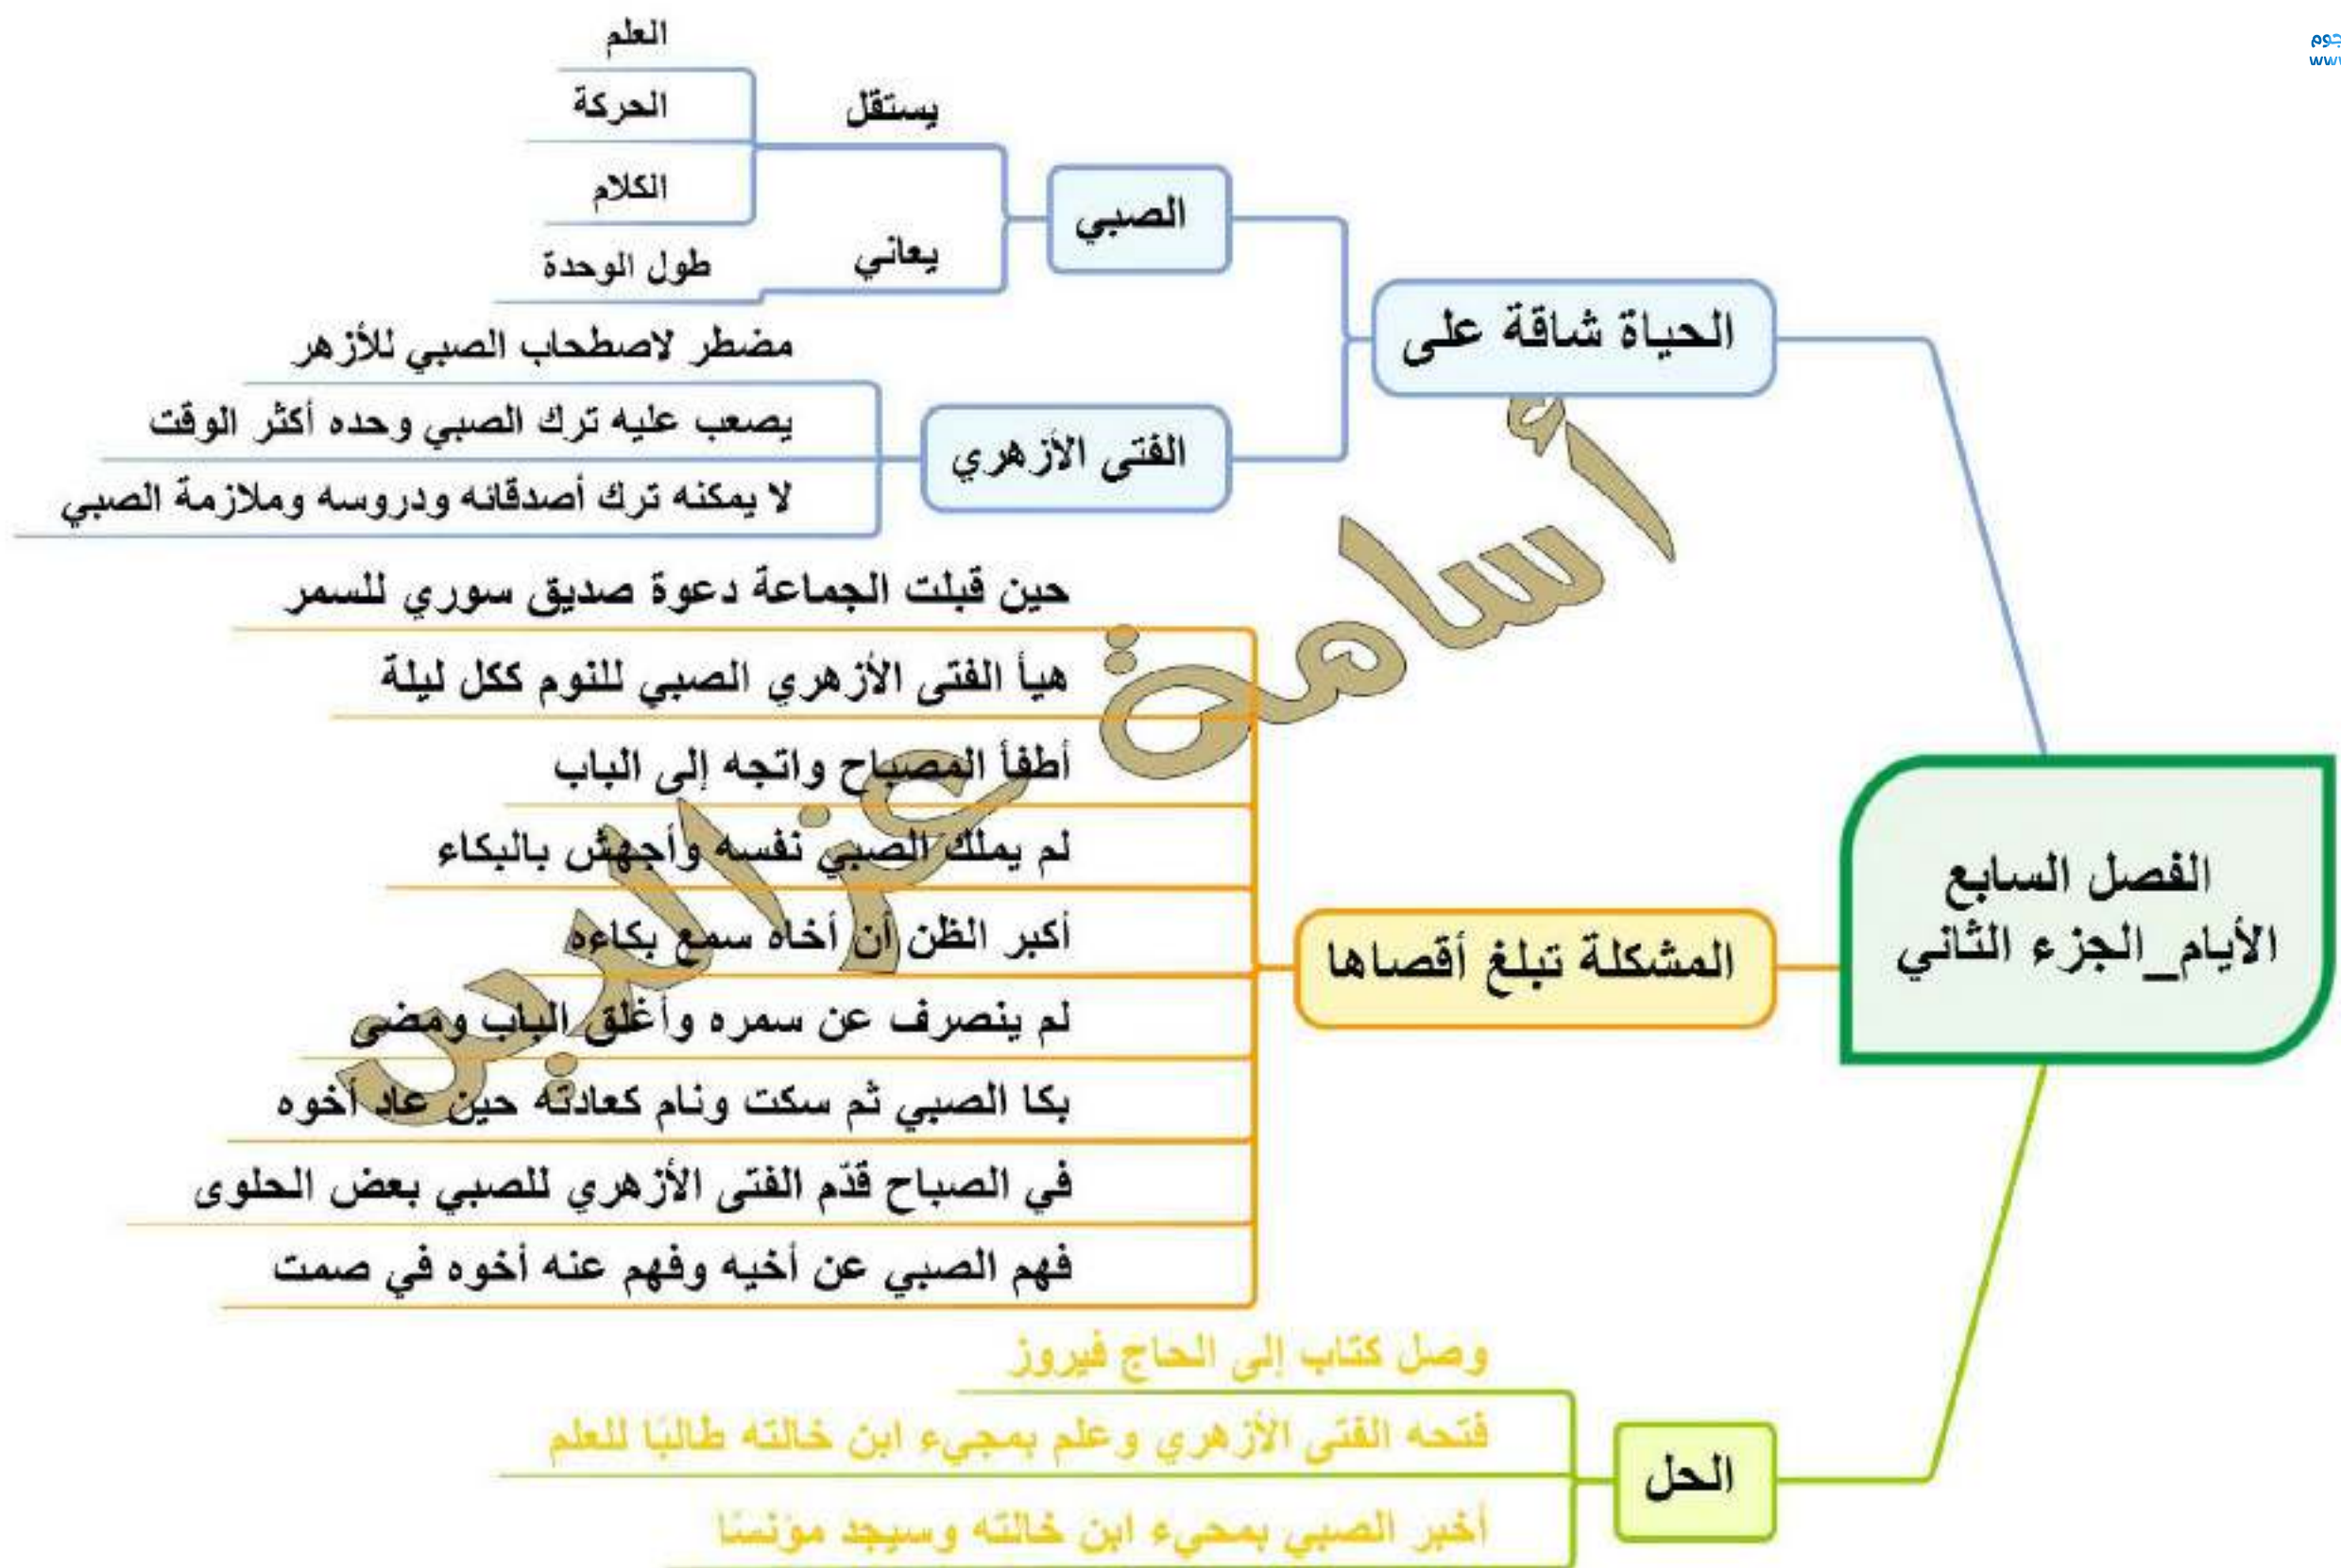 الفصل السابع
الأيام_الجزء الثاني
الحياة شاقة على
الصبي
يستقل
العلم
الحركة
الكلام
يعاني
طول الوحدة
الفتى الأزهري
مضطر لاصطحاب الصبي للأزهر
يصعب عليه ترك الصبي وحده أكثر الوقت
لا يمكنه ترك أصدقائه ودروسه وملازمة الصبي
المشكلة تبلغ أقصاها
حين قبلت الجماعة دعوة صديق سوري للسمر
هيأ الفتى الأزهري الصبي للنوم ككل ليلة
أطفأ المصباح واتجه إلى الباب
لم يملك الصبي نفسه وأجهش بالبكاء
أكبر الظن أن أخاه سمع بكاءه
لم ينصرف عن سمره وأغلق الباب ومضى
بكا الصبي ثم سكت ونام كعادته حين عاد أخوه
في الصباح قدّم الفتى الأزهري للصبي بعض الحلوى
فهم الصبي عن أخيه وفهم عنه أخوه في صمت
الحل
وصل كتاب إلى الحاج فيروز
فتحه الفتى الأزهري وعلم بمجيء ابن خالته طالبًا للعلم
أخبر الصبي بمحيء ابن خالته وسيجد مؤنسًا
أسامة عز الدين